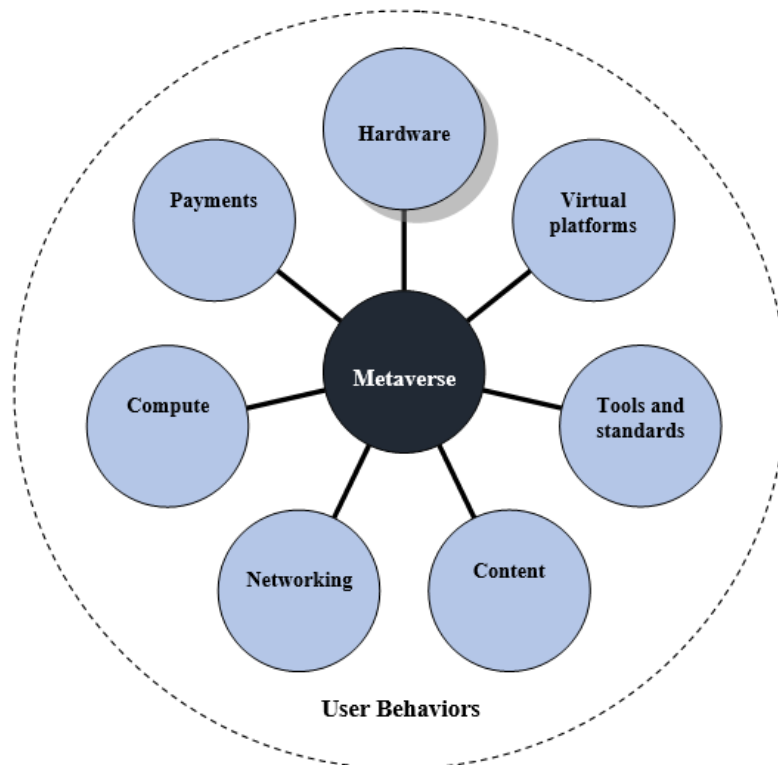 Hardware
Payments
Virtual
platforms
Metaverse
Compute
Tools and
standards
Networking
Content
User Behaviors